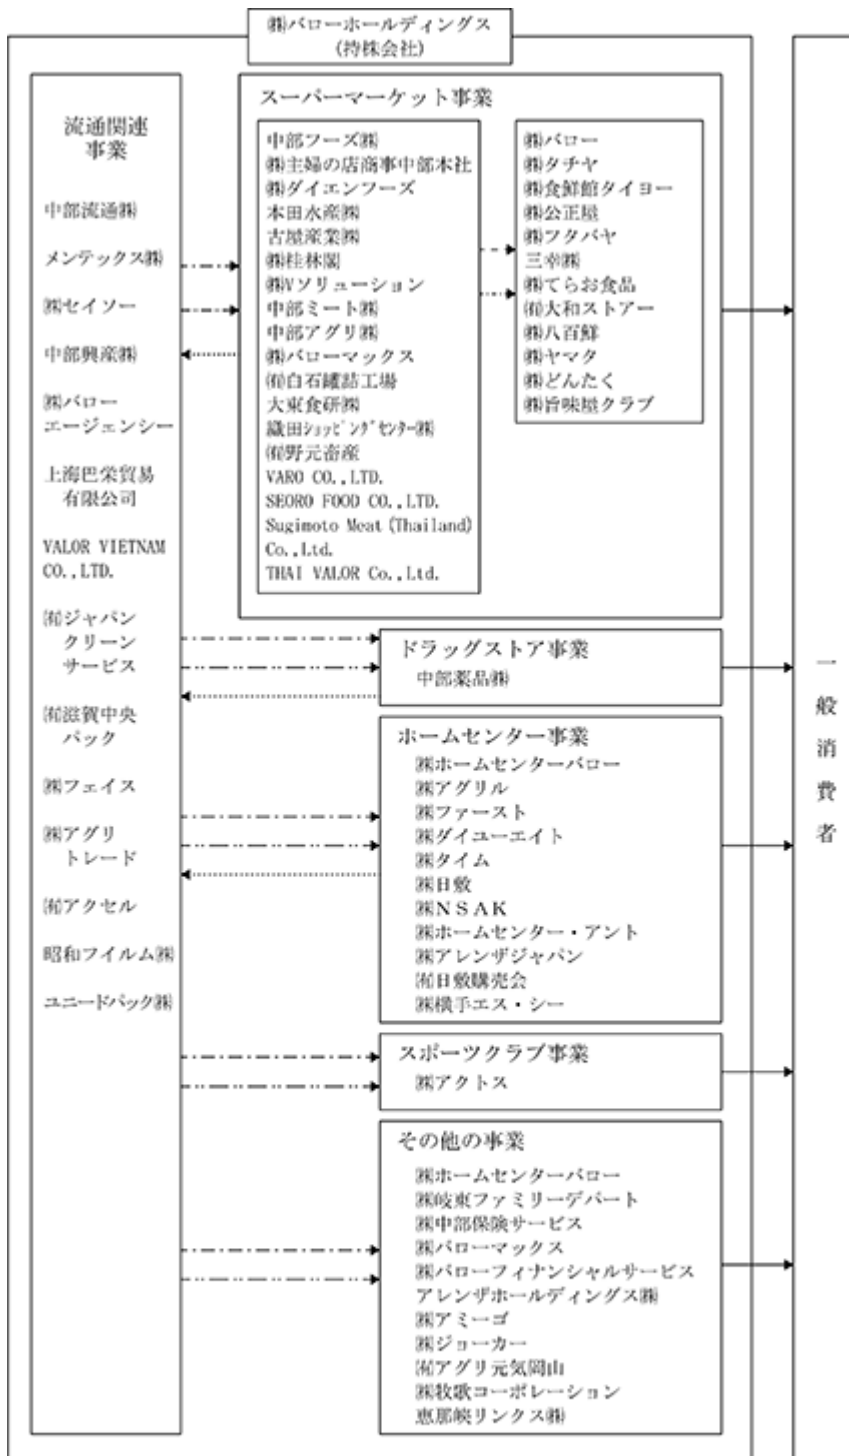 ㈱バローホールディングス
(持株会社)
流通関連
事業
中部流通㈱
メンテックス㈱
㈱セイソー
中部興産㈱
㈱バロー
エージェンシー
上海巴栄貿易
有限公司
VALOR VIETNAM
CO.,LTD.
㈲ジャパン
クリーン
サービス
㈲滋賀中央
パック
㈱フェイス
㈱アグリ
トレード
㈲アクセル
昭和フイルム㈱
ユニードパック㈱
スーパーマーケット事業
中部フーズ㈱
㈱主婦の店商事中部本社
㈱ダイエンフーズ
本田水産㈱
古屋産業㈱
㈱桂林閣
㈱Vソリューション
中部ミート㈱
中部アグリ㈱
㈱バローマックス
㈲白石罐詰工場
大東食研㈱
織田ショッピングセンター㈱
㈲野元畜産
VARO CO.,LTD.
SEORO FOOD CO.,LTD.
Sugimoto Meat (Thailand)
Co.,Ltd.
THAI VALOR Co.,Ltd.
㈱バロー
㈱タチヤ
㈱食鮮館タイヨー
㈱公正屋
㈱フタバヤ
三幸㈱
㈱てらお食品
㈲大和ストアー
㈱八百鮮
㈱ヤマタ
㈱どんたく
㈱旨味屋クラブ
ドラッグストア事業
中部薬品㈱
ホームセンター事業
㈱ホームセンターバロー
㈱アグリル
㈱ファースト
㈱ダイユーエイト
㈱タイム
㈱日敷
㈱NSAK
㈱ホームセンター・アント
㈱アレンザジャパン
㈲日敷購売会
㈱横手エス・シー
スポーツクラブ事業
㈱アクトス
その他の事業
㈱ホームセンターバロー
㈱岐東ファミリーデパート
㈱中部保険サービス
㈱バローマックス
㈱バローフィナンシャルサービス
アレンザホールディングス㈱
㈱アミーゴ
㈱ジョーカー
㈲アグリ元気岡山
㈱牧歌コーポレーション
恵那峡リンクス㈱
一般消費者